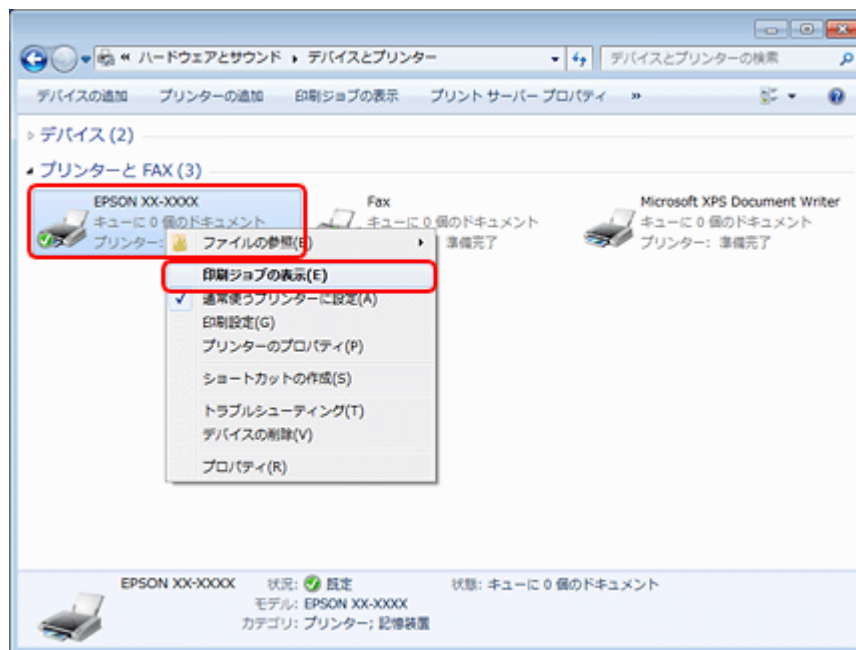 « ハードウェアとサウンド › デバイスとプリンター
デバイスとプリンターの検索
デバイスの追加 プリンターの追加 印刷ジョブの表示 プリント サーバー プロパティ »
デバイス (2)
プリンターと FAX (3)
EPSON XX-XXXX
キューに 0 個のドキュメント
プリンター:
Fax
キューに 0 個のドキュメント
準備完了
Microsoft XPS Document Writer
キューに 0 個のドキュメント
プリンター: 準備完了
ファイルの参照(E)
印刷ジョブの表示(E)
通常使うプリンターに設定(A)
印刷設定(G)
プリンターのプロパティ(P)
ショートカットの作成(S)
トラブルシューティング(T)
デバイスの削除(V)
プロパティ(R)
EPSON XX-XXXX 状況: 既定 状態: キューに 0 個のドキュメント
モデル: EPSON XX-XXXX
カテゴリ: プリンター; 記憶装置